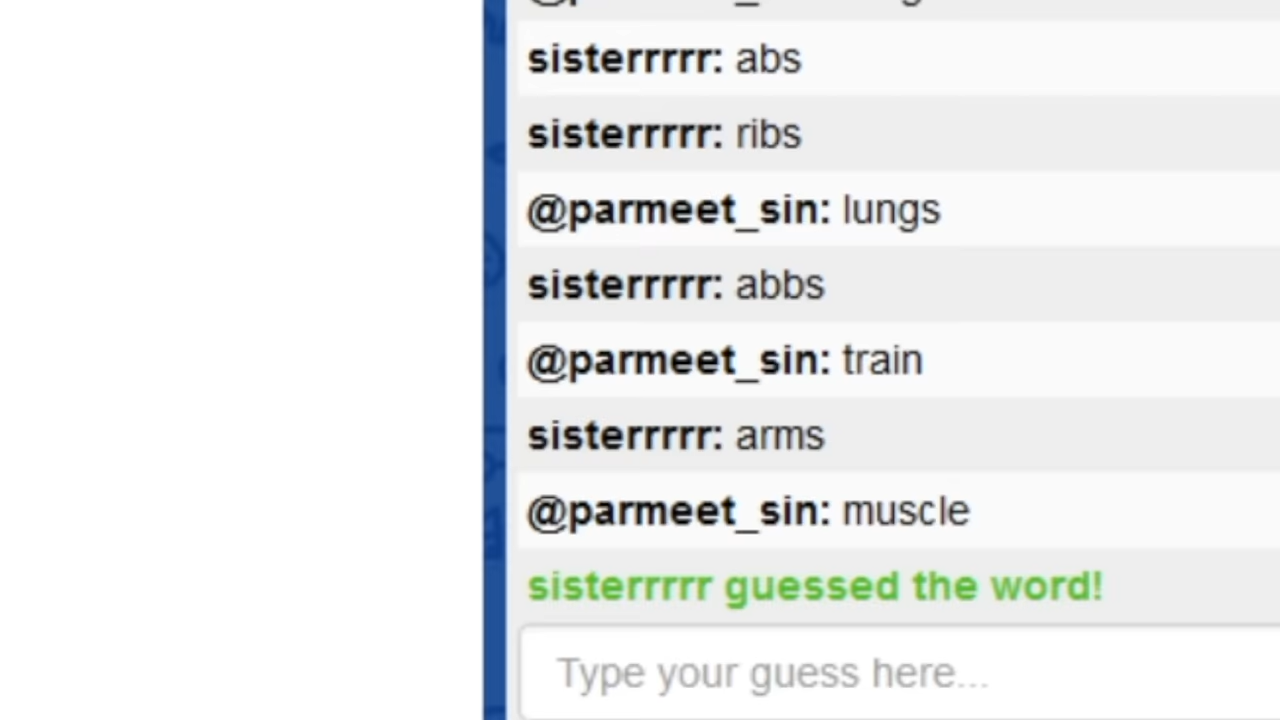 sisterrrrr: abs
sisterrrrr: ribs
@parmeet_sin: lungs
sisterrrrr: abbs
@parmeet_sin: train
sisterrrrr: arms
@parmeet_sin: muscle
sisterrrrr guessed the word!
Type your guess here...